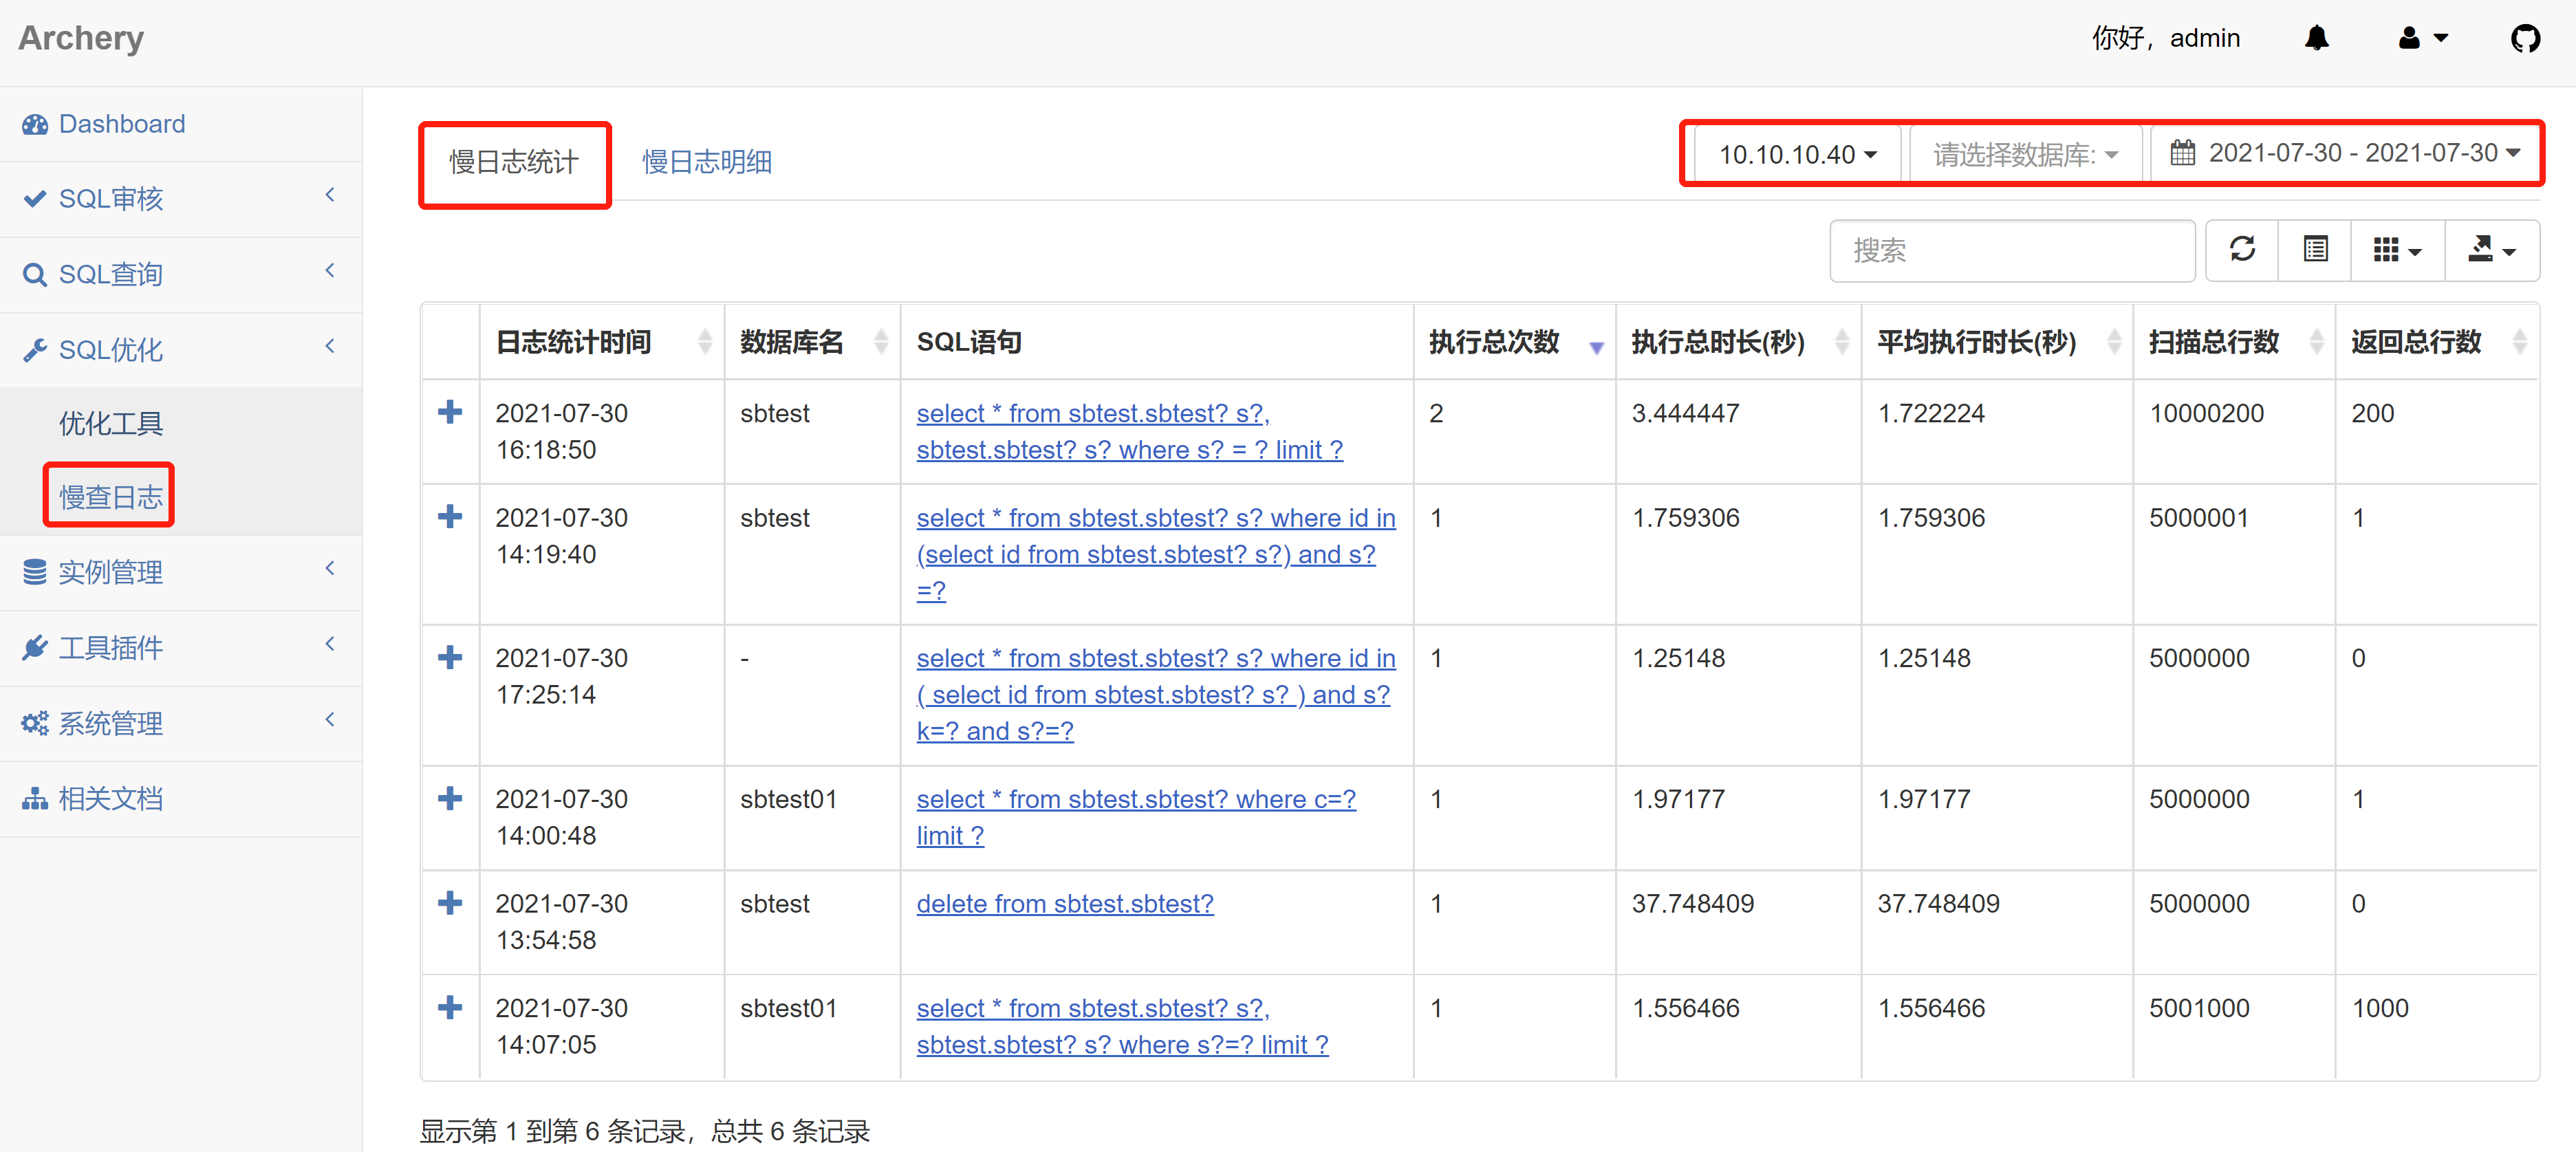 Archery
你好，admin
Dashboard
SQL审核
SQL查询
SQL优化
优化工具
慢查日志
实例管理
工具插件
系统管理
相关文档
慢日志统计
慢日志明细
10.10.10.40
请选择数据库:
2021-07-30 - 2021-07-30
搜索
日志统计时间
数据库名
SQL语句
执行总次数
执行总时长(秒)
平均执行时长(秒)
扫描总行数
返回总行数
2021-07-30
16:18:50
sbtest
select * from sbtest.sbtest? s?,
sbtest.sbtest? s? where s? = ? limit ?
2
3.444447
1.722224
10000200
200
2021-07-30
14:19:40
sbtest
select * from sbtest.sbtest? s? where id in
(select id from sbtest.sbtest? s?) and s?
=?
1
1.759306
1.759306
5000001
1
2021-07-30
17:25:14
-
select * from sbtest.sbtest? s? where id in
( select id from sbtest.sbtest? s? ) and s?
k=? and s?=?
1
1.25148
1.25148
5000000
0
2021-07-30
14:00:48
sbtest01
select * from sbtest.sbtest? where c=?
limit ?
1
1.97177
1.97177
5000000
1
2021-07-30
13:54:58
sbtest
delete from sbtest.sbtest?
1
37.748409
37.748409
5000000
0
2021-07-30
14:07:05
sbtest01
select * from sbtest.sbtest? s?,
sbtest.sbtest? s? where s?=? limit ?
1
1.556466
1.556466
5001000
1000
显示第 1 到第 6 条记录，总共 6 条记录